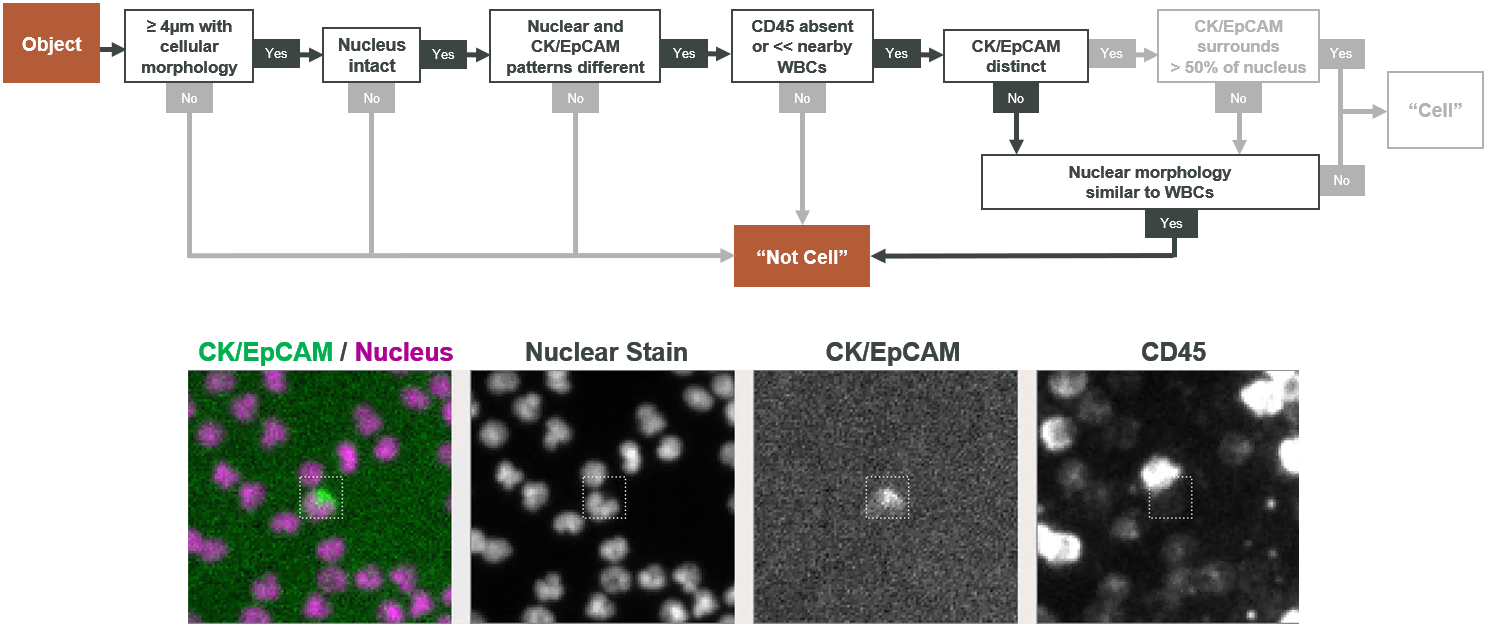 Object
≥ 4μm with
cellular
morphology
Yes
No
Nucleus
intact
Yes
No
Nuclear and
CK/EpCAM
patterns different
Yes
No
CD45 absent
or << nearby
WBCs
Yes
No
CK/EpCAM
distinct
Yes
No
CK/EpCAM
surrounds
> 50% of nucleus
Yes
No
“Cell”
Nuclear morphology
similar to WBCs
No
Yes
“Not Cell”
CK/EpCAM / Nucleus
Nuclear Stain
CK/EpCAM
CD45